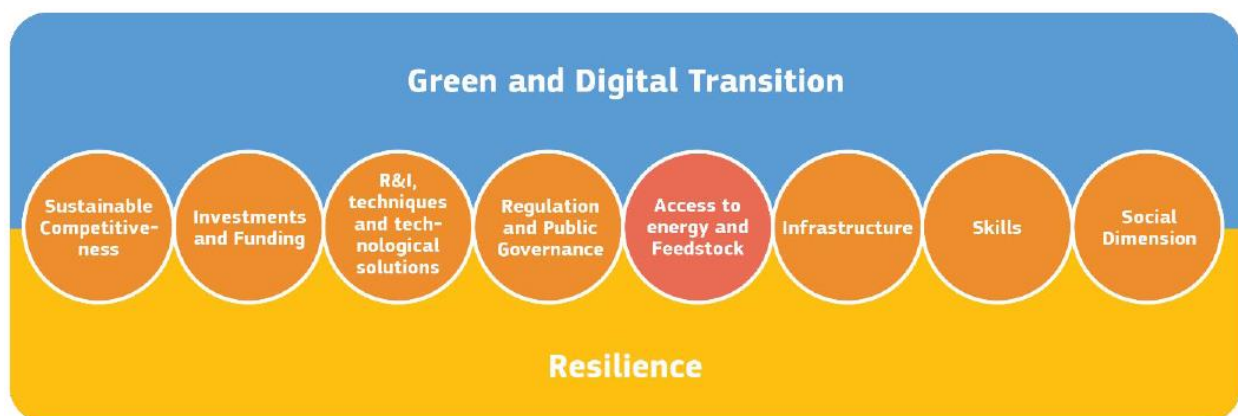 Green and Digital Transition
Sustainable
Competitive-
ness
Investments
and Funding
R&I,
techniques
and tech-
nological
solutions
Regulation
and Public
Governance
Access to
energy and
Feedstock
Infrastructure
Skills
Social
Dimension
Resilience